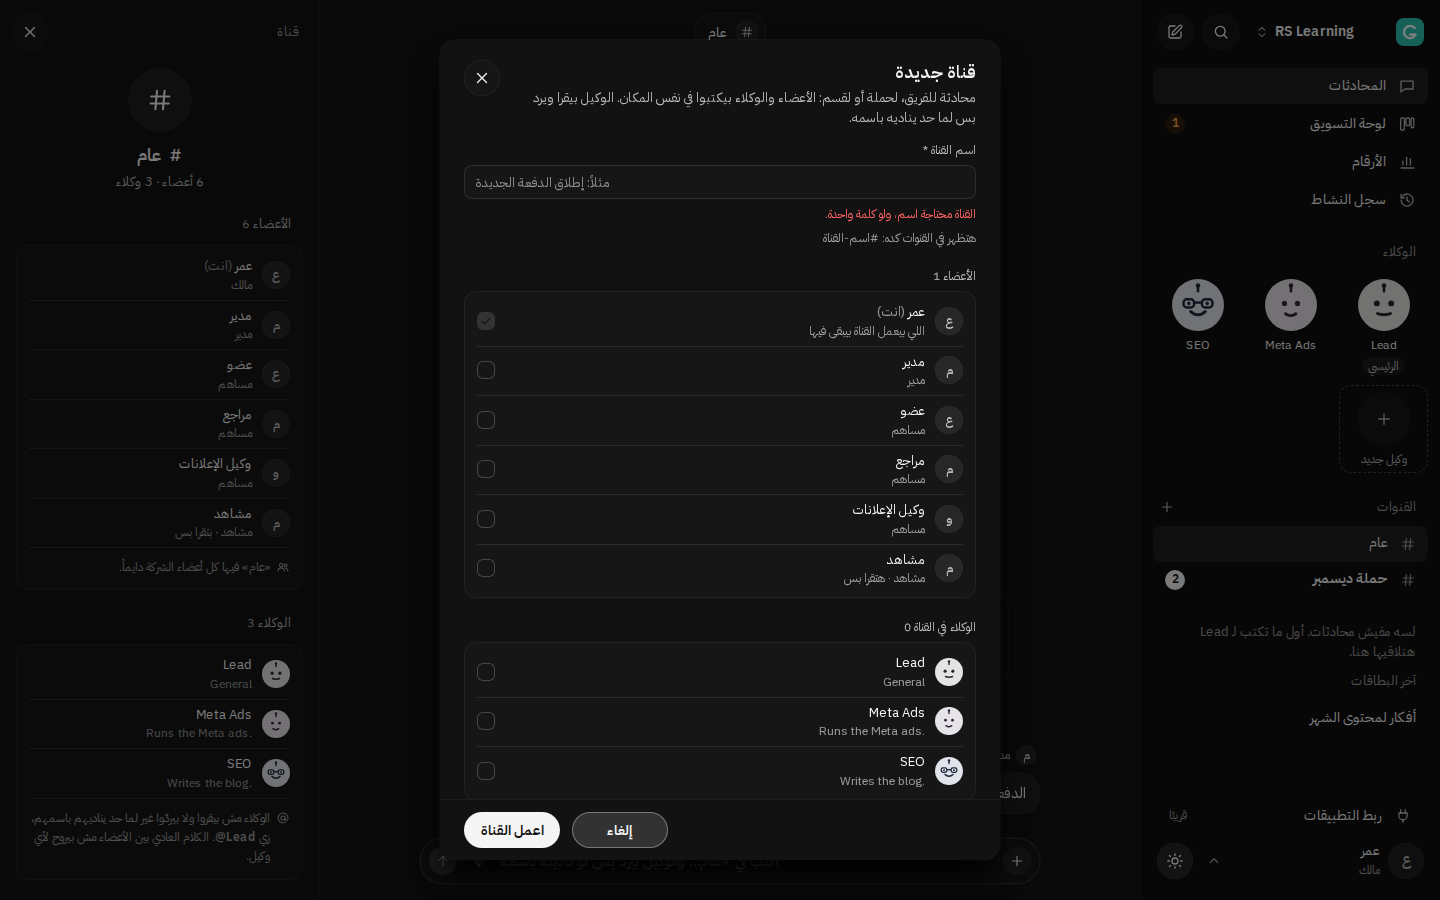 RS Learning
المحادثات
لوحة التسويق
1
الأرقام
سجل النشاط
الوكلاء
Lead
Meta Ads
SEO
الرئيسي
وكيل جديد
القنوات
# عام
# حملة ديسمبر
2
لسه مفيش محادثات. أول ما تكتب لـ Lead
هتلاقيها هنا.
آخر البطاقات
أفكار لمحتوى الشهر
ربط التطبيقات
قريبًا
ع
عمر
مالك
# عام
قناة جديدة
محادثة للفريق، لحملة أو لقسم: الأعضاء والوكلاء بيكتبوا في نفس المكان. الوكيل بيقرا ويرد
بس لما حد يناديه باسمه.
اسم القناة *
مثلاً: إطلاق الدفعة الجديدة
القناة محتاجة اسم، ولو كلمة واحدة.
هتظهر في القنوات كده: #اسم-القناة
الأعضاء 1
ع
عمر (انت)
اللي بيعمل القناة بيبقى فيها
م
مدير
مدير
ع
عضو
مساهم
م
مراجع
مساهم
و
وكيل الإعلانات
مساهم
م
مشاهد
مشاهد · هتقرا بس
الوكلاء في القناة 0
Lead
General
Meta Ads
Runs the Meta ads.
SEO
Writes the blog.
إلغاء
اعمل القناة
م
الدفع
قناة
#
# عام
6 أعضاء · 3 وكلاء
الأعضاء 6
ع
عمر (انت)
مالك
م
مدير
مدير
ع
عضو
مساهم
م
مراجع
مساهم
و
وكيل الإعلانات
مساهم
م
مشاهد
مشاهد · بتقرا بس
«عام» فيها كل أعضاء الشركة دايماً.
الوكلاء 3
Lead
General
Meta Ads
Runs the Meta ads.
SEO
Writes the blog.
الوكلاء مش بيقروا ولا بيردّوا غير لما حد يناديهم باسمهم،
زي @Lead. الكلام العادي بين الأعضاء مش بيروح لأي
وكيل.